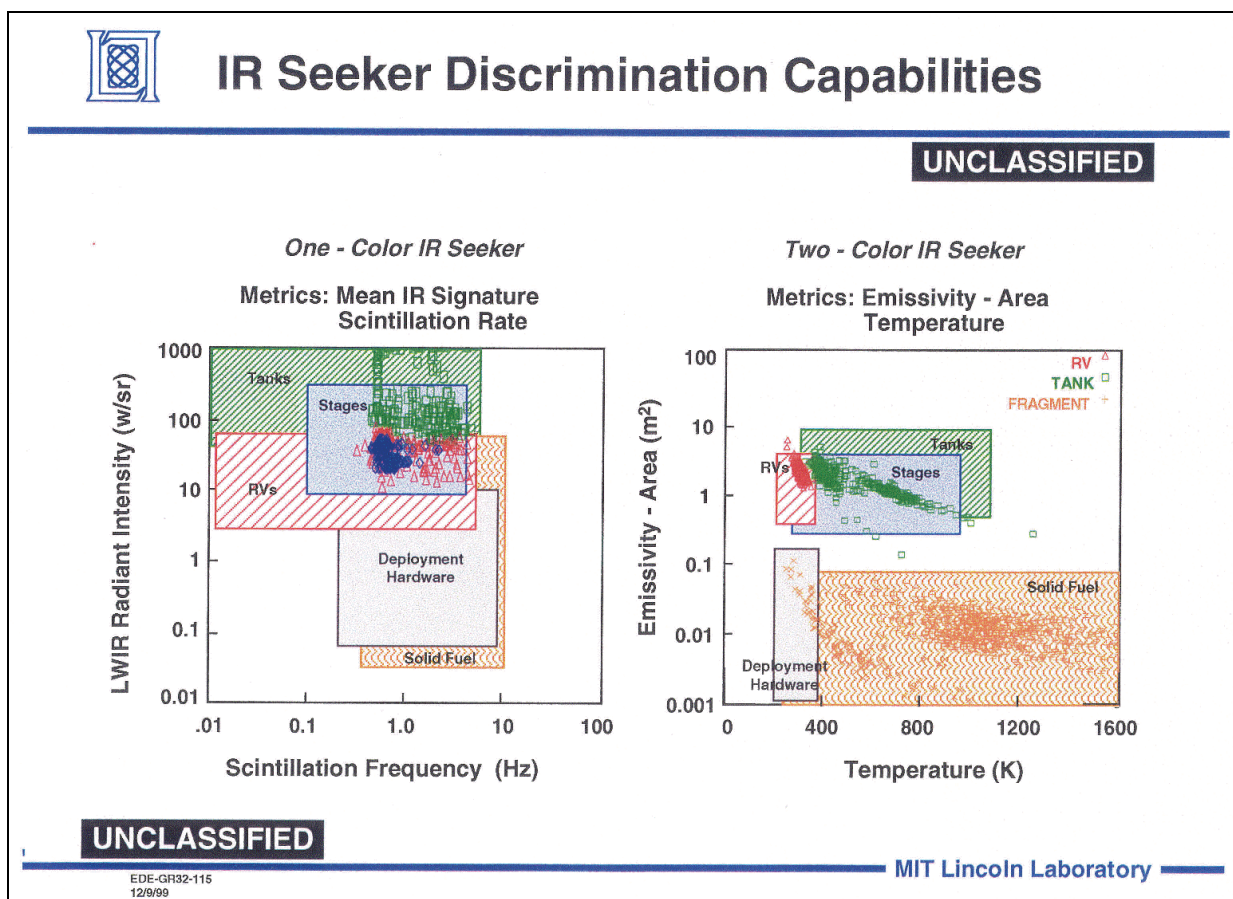 IR Seeker Discrimination Capabilities
UNCLASSIFIED
One - Color IR Seeker
Metrics: Mean IR Signature
Scintillation Rate
LWIR Radiant Intensity (w/sr)
1000
100
10
1
0.1
0.01
Tanks
Stages
RVs
Deployment
Hardware
Solid Fuel
.01
0.1
1.0
10
100
Scintillation Frequency (Hz)
Two - Color IR Seeker
Metrics: Emissivity - Area
Temperature
Emissivity - Area (m²)
100
10
1
0.1
0.01
0.001
RV
TANK
FRAGMENT
Tanks
RVs
Stages
Solid Fuel
Deployment
Hardware
0
400
800
1200
1600
Temperature (K)
UNCLASSIFIED
EDE-GR32-115
12/9/99
MIT Lincoln Laboratory